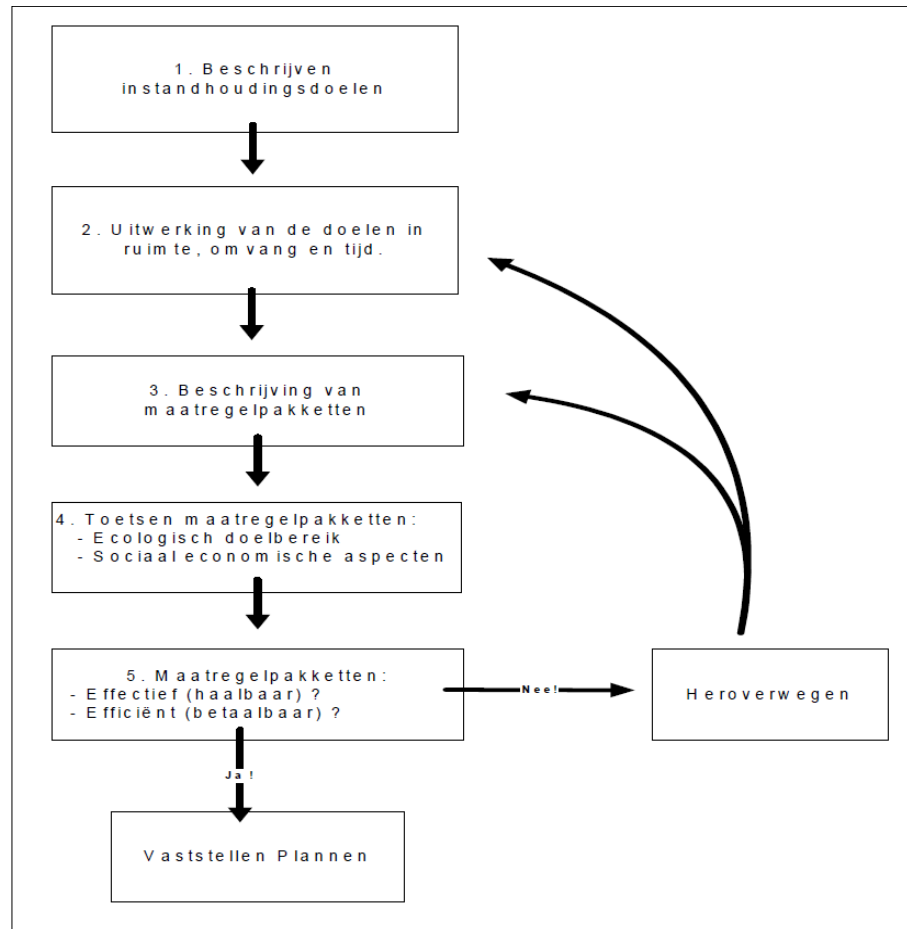 1. Beschrijven
instandhoudingsdoelen
2. Uitwerking van de doelen in
ruimte, omvang en tijd.
3. Beschrijving van
maatregelpakketten
4. Toetsen maatregelpakketten:
- Ecologisch doelbereik
- Sociaal economische aspecten
5. Maatregelpakketten:
- Effectief (haalbaar) ?
- Efficiënt (betaalbaar) ?
Nee!
Heroverwegen
Ja!
Vaststellen Plannen